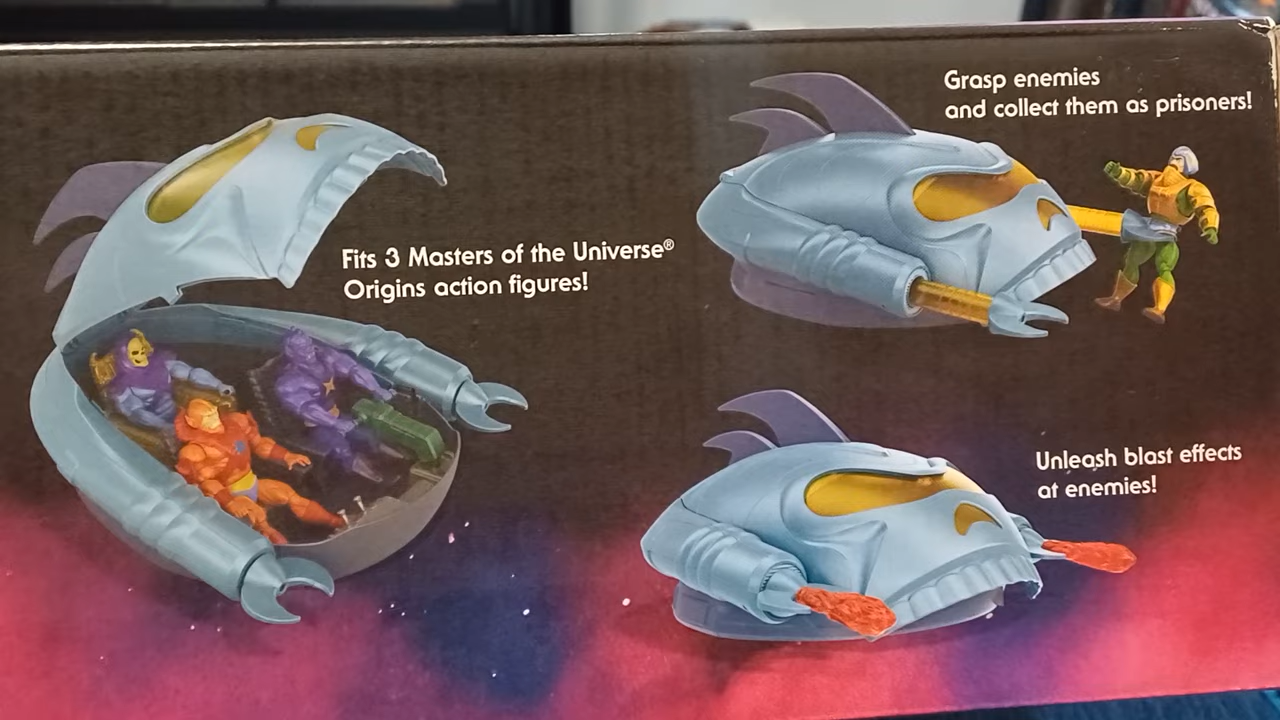 Grasp enemies
and collect them as prisoners!
Fits 3 Masters of the Universe®
Origins action figures!
Unleash blast effects
at enemies!